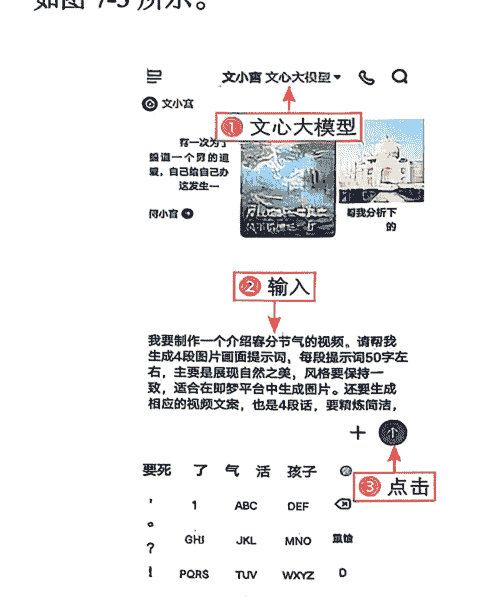 如图 7-3 所示。
文小言 文心大模型
文小言
① 文心大模型
有一次为了
躲避一个男的追
求，自己给自己办
这发生一
问小言
帮我分析下
的
② 输入
我要制作一个介绍春分节气的视频。请帮我
生成4段图片画面提示词，每段提示词50字左
右，主要是展现自然之美，风格要保持一
致，适合在即梦平台中生成图片。还要生成
相应的视频文案，也是4段话，要精炼简洁，
要死 了 气 活 孩子
③ 点击
， 1 ABC DEF
。
GHI JKL MNO 重输
？
！ PQRS TUV WXYZ 0